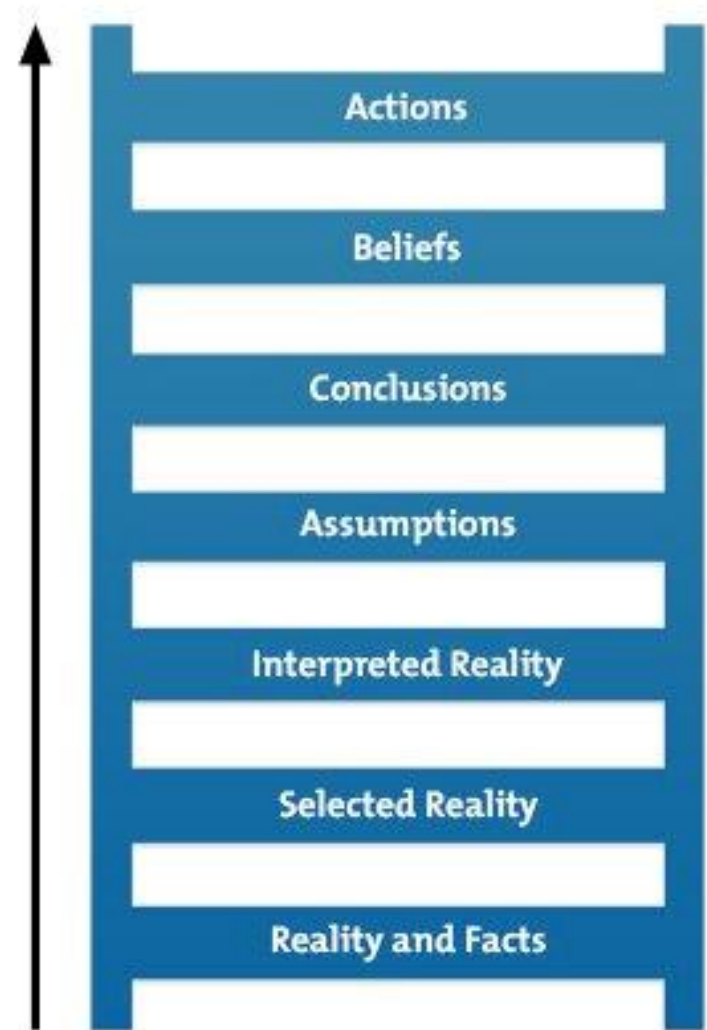 Actions
Beliefs
Conclusions
Assumptions
Interpreted Reality
Selected Reality
Reality and Facts